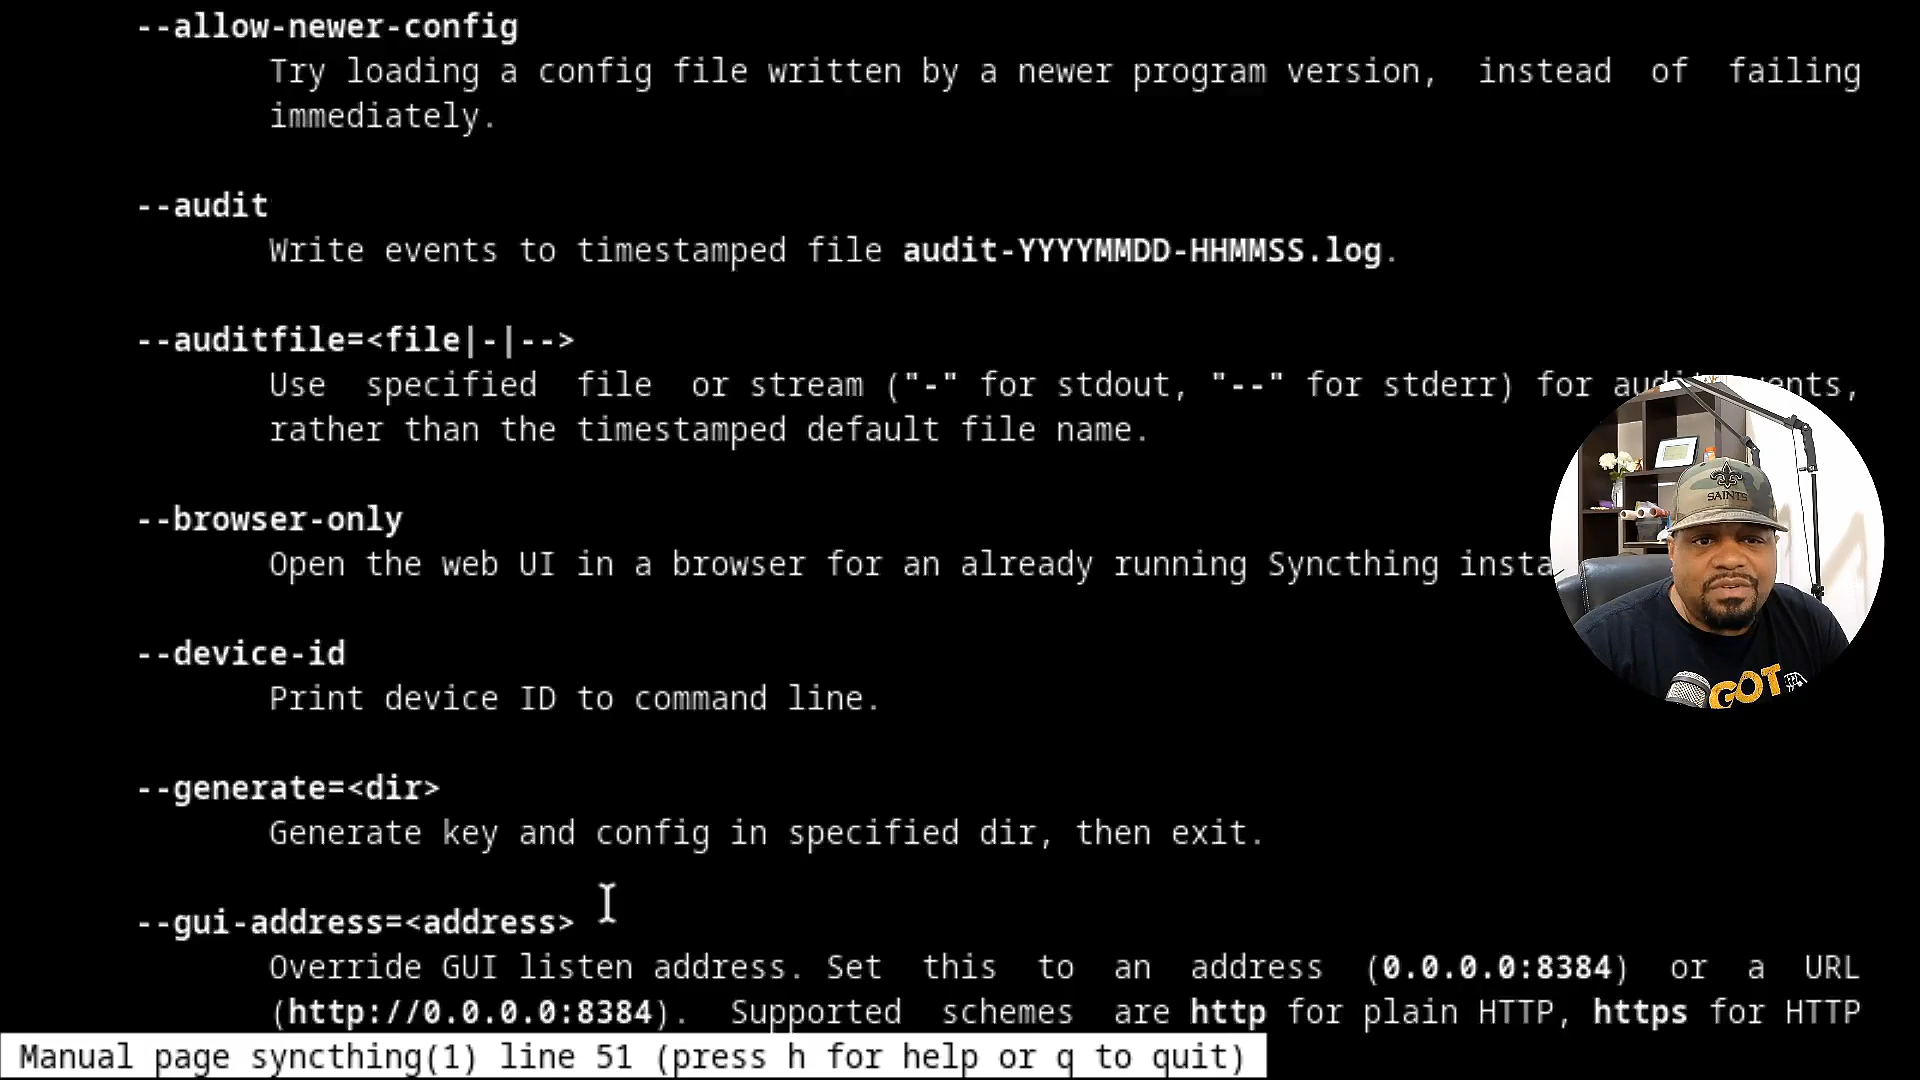 --allow-newer-config
Try loading a config file written by a newer program version, instead of failing
immediately.
--audit
Write events to timestamped file audit-YYYYMMDD-HHMMSS.log.
--auditfile=<file|-|-->
Use specified file or stream ("-" for stdout, "--" for stderr) for
rather than the timestamped default file name.
--browser-only
Open the web UI in a browser for an already running Syncthing
--device-id
Print device ID to command line.
--generate=<dir>
Generate key and config in specified dir, then exit.
--gui-address=<address>
Override GUI listen address. Set this to an address (0.0.0.0:8384) or a URL
(http://0.0.0.0:8384). Supported schemes are http for plain HTTP, https for HTTP
Manual page syncthing(1) line 51 (press h for help or q to quit)
SAINTS
GOT